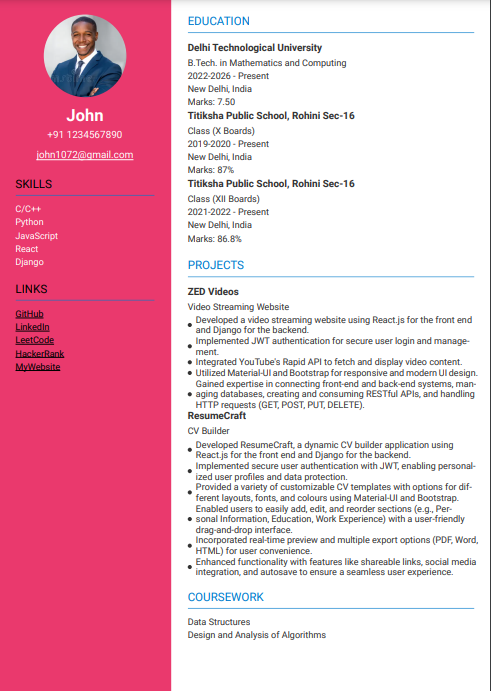 John
+91 1234567890
john1072@gmail.com
SKILLS
C/C++
Python
JavaScript
React
Django
LINKS
GitHub
LinkedIn
LeetCode
HackerRank
MyWebsite
EDUCATION
Delhi Technological University
B.Tech. in Mathematics and Computing
2022-2026 - Present
New Delhi, India
Marks: 7.50
Titiksha Public School, Rohini Sec-16
Class (X Boards)
2019-2020 - Present
New Delhi, India
Marks: 87%
Titiksha Public School, Rohini Sec-16
Class (XII Boards)
2021-2022 - Present
New Delhi, India
Marks: 86.8%
PROJECTS
ZED Videos
Video Streaming Website
• Developed a video streaming website using React.js for the front end
and Django for the backend.
• Implemented JWT authentication for secure user login and manage-
ment.
• Integrated YouTube's Rapid API to fetch and display video content.
• Utilized Material-UI and Bootstrap for responsive and modern UI design.
Gained expertise in connecting front-end and back-end systems, man-
• aging databases, creating and consuming RESTful APIs, and handling
HTTP requests (GET, POST, PUT, DELETE).
ResumeCraft
CV Builder
• Developed ResumeCraft, a dynamic CV builder application using
React.js for the front end and Django for the backend.
• Implemented secure user authentication with JWT, enabling personal-
ized user profiles and data protection.
• Provided a variety of customizable CV templates with options for dif-
ferent layouts, fonts, and colours using Material-UI and Bootstrap.
Enabled users to easily add, edit, and reorder sections (e.g., Per-
• sonal Information, Education, Work Experience) with a user-friendly
drag-and-drop interface.
• Incorporated real-time preview and multiple export options (PDF, Word,
HTML) for user convenience.
• Enhanced functionality with features like shareable links, social media
integration, and autosave to ensure a seamless user experience.
COURSEWORK
Data Structures
Design and Analysis of Algorithms